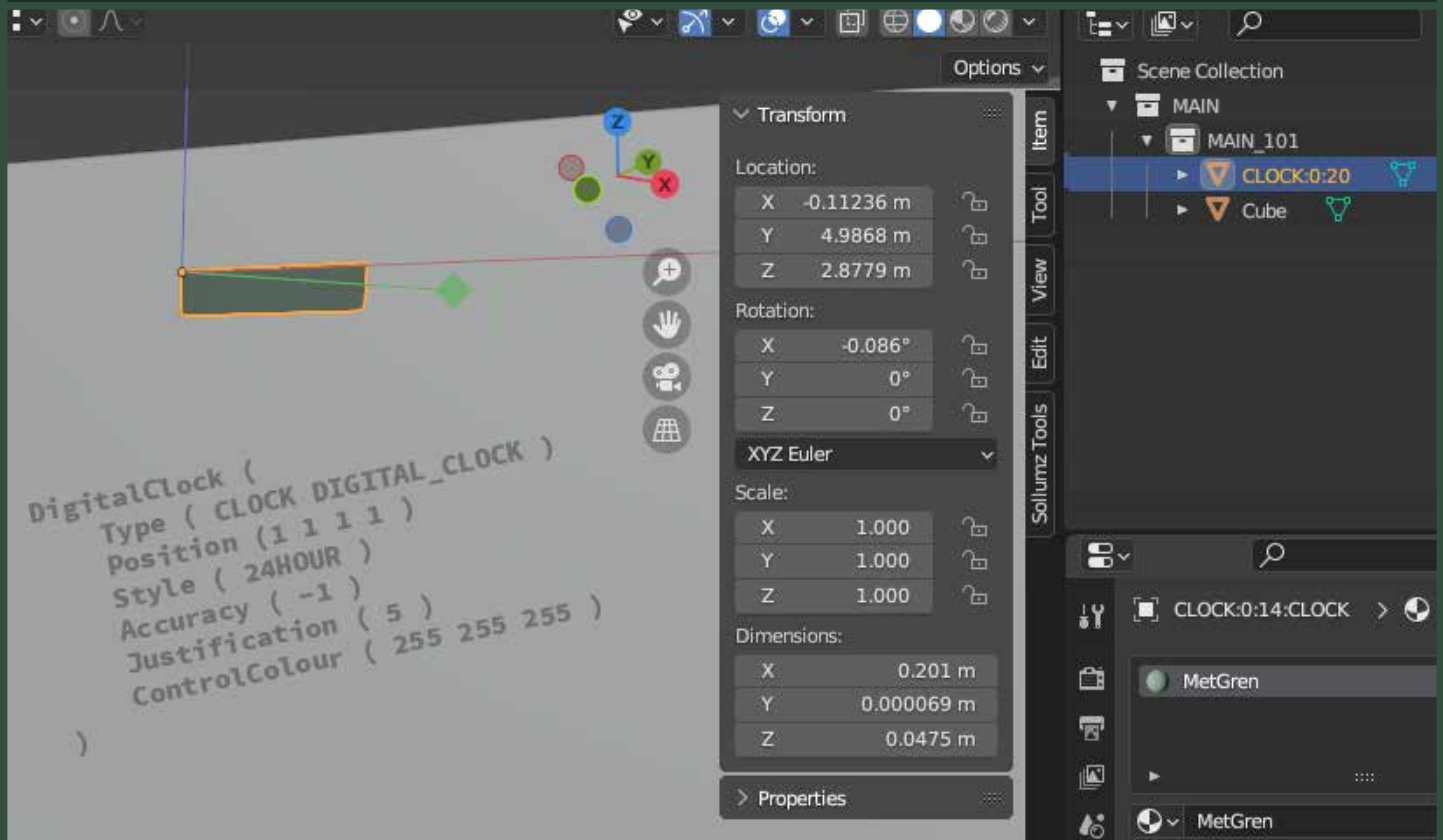 Options
Transform
Location:
X -0.11236 m
Y 4.9868 m
Z 2.8779 m
Rotation:
X -0.086°
Y 0°
Z 0°
XYZ Euler
Scale:
X 1.000
Y 1.000
Z 1.000
Dimensions:
X 0.201 m
Y 0.000069 m
Z 0.0475 m
Properties
Item
Tool
View
Edit
Sollumz Tools
Z
Y
X
DigitalClock (
Type ( CLOCK DIGITAL_CLOCK )
Position (1 1 1 1 )
Style ( 24HOUR )
Accuracy ( -1 )
Justification ( 5 )
ControlColour ( 255 255 255 )
)
Scene Collection
MAIN
MAIN_101
CLOCK:0:20
Cube
CLOCK:0:14:CLOCK >
MetGren
MetGren